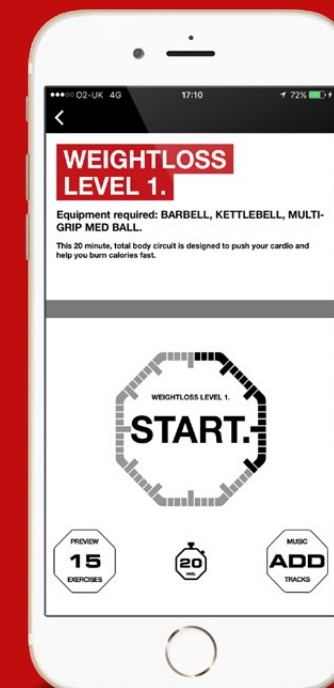 O2-UK 4G 17:10 72%
WEIGHTLOSS
LEVEL 1.
Equipment required: BARBELL, KETTLEBELL, MULTI-
GRIP MED BALL.
This 20 minute, total body circuit is designed to push your cardio and
help you burn calories fast.
WEIGHTLOSS LEVEL 1.
START.
PREVIEW
15
EXERCISES
20
MUSIC
ADD
TRACKS